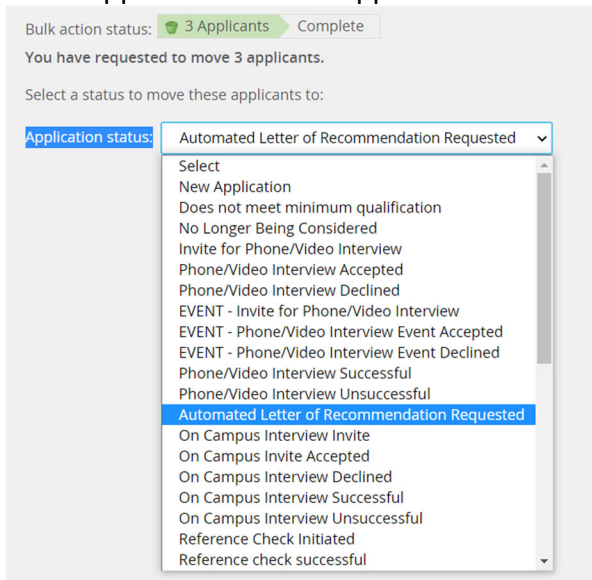 Bulk action status: 3 Applicants Complete
You have requested to move 3 applicants.
Select a status to move these applicants to:
Application status: Automated Letter of Recommendation Requested
Select
New Application
Does not meet minimum qualification
No Longer Being Considered
Invite for Phone/Video Interview
Phone/Video Interview Accepted
Phone/Video Interview Declined
EVENT - Invite for Phone/Video Interview
EVENT - Phone/Video Interview Event Accepted
EVENT - Phone/Video Interview Event Declined
Phone/Video Interview Successful
Phone/Video Interview Unsuccessful
Automated Letter of Recommendation Requested
On Campus Interview Invite
On Campus Invite Accepted
On Campus Interview Declined
On Campus Interview Successful
On Campus Interview Unsuccessful
Reference Check Initiated
Reference check successful